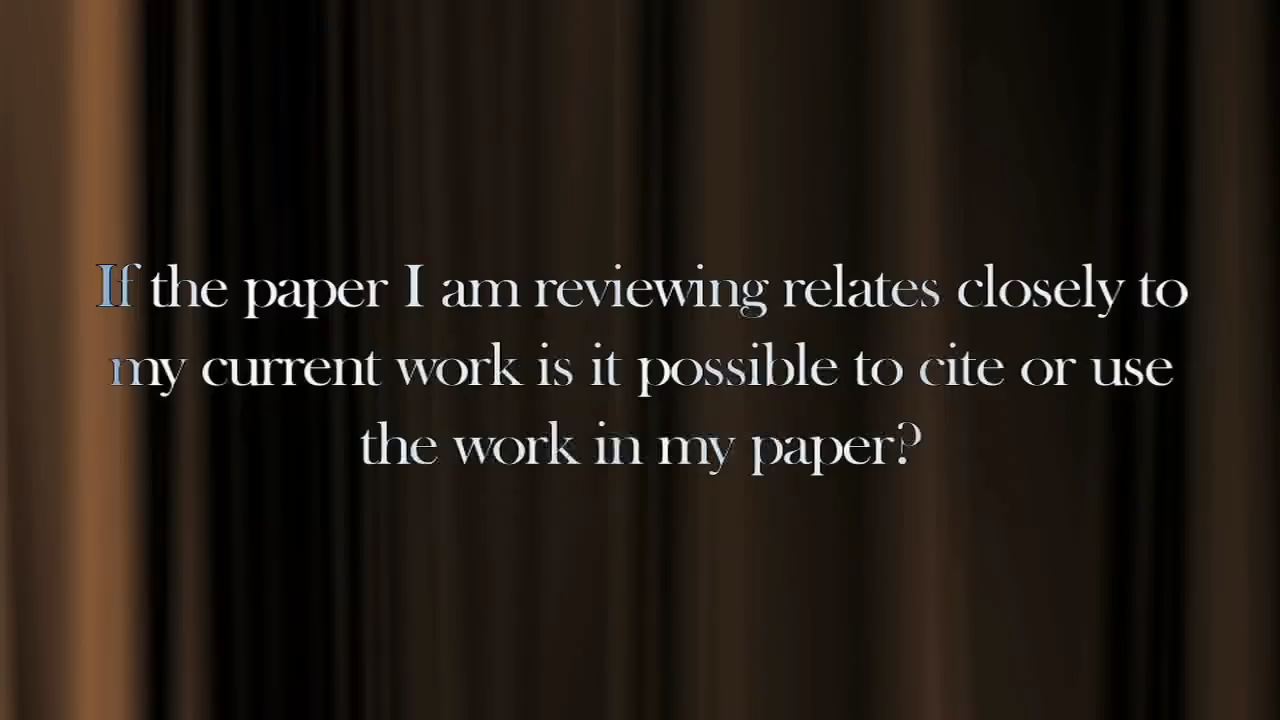 If the paper I am reviewing relates closely to
my current work is it possible to cite or use
the work in my paper?